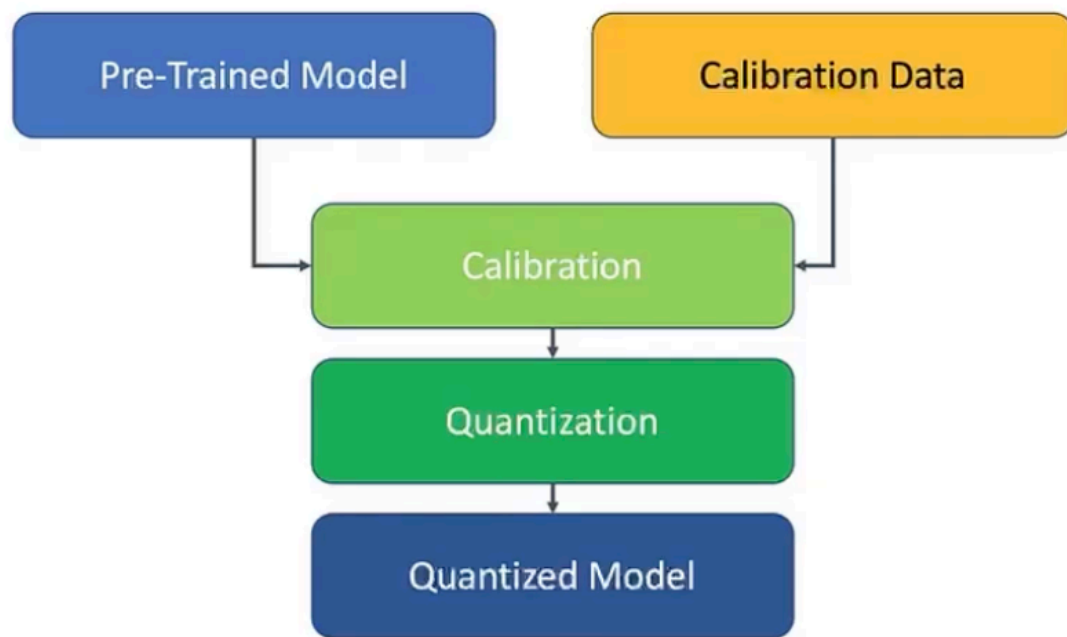 Pre-Trained Model
Calibration Data
Calibration
Quantization
Quantized Model